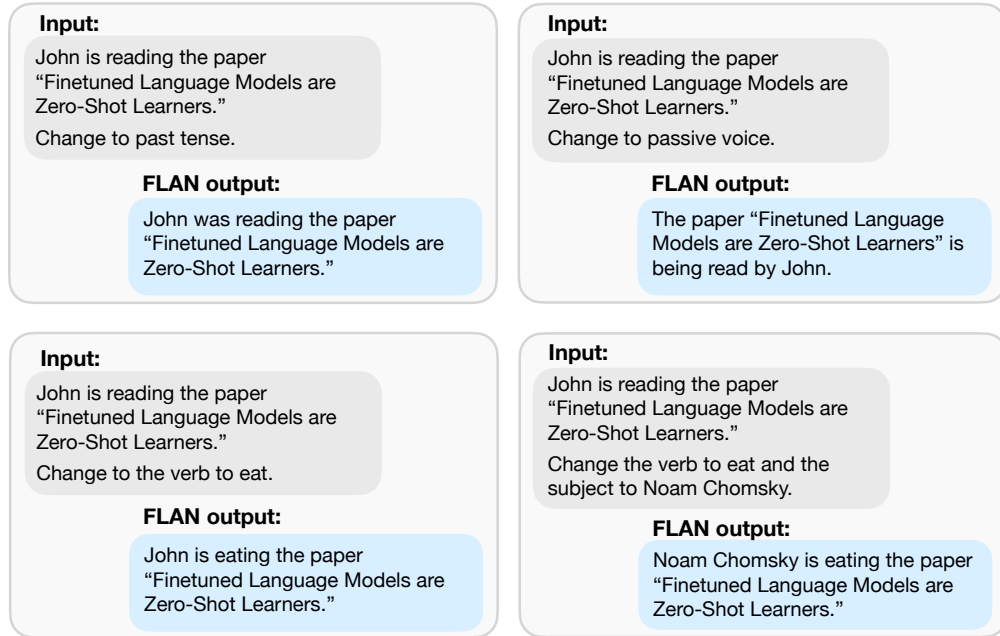 Input:
John is reading the paper
“Finetuned Language Models are
Zero-Shot Learners.”
Change to past tense.
FLAN output:
John was reading the paper
“Finetuned Language Models are
Zero-Shot Learners.”
Input:
John is reading the paper
“Finetuned Language Models are
Zero-Shot Learners.”
Change to passive voice.
FLAN output:
The paper “Finetuned Language
Models are Zero-Shot Learners” is
being read by John.
Input:
John is reading the paper
“Finetuned Language Models are
Zero-Shot Learners.”
Change to the verb to eat.
FLAN output:
John is eating the paper
“Finetuned Language Models are
Zero-Shot Learners.”
Input:
John is reading the paper
“Finetuned Language Models are
Zero-Shot Learners.”
Change the verb to eat and the
subject to Noam Chomsky.
FLAN output:
Noam Chomsky is eating the paper
“Finetuned Language Models are
Zero-Shot Learners.”